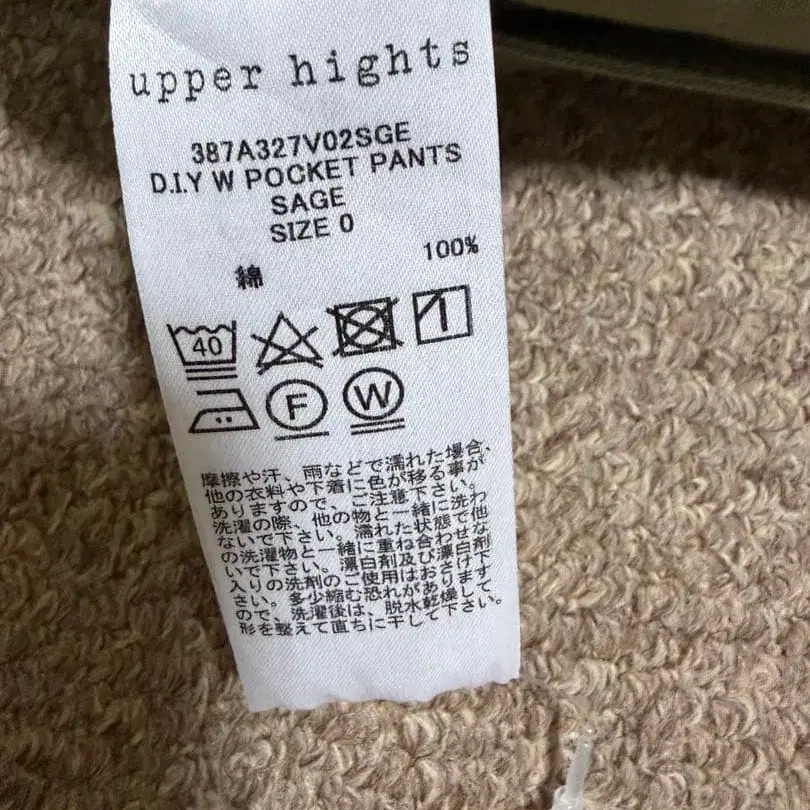 upper hights
387A327V02SGE
D.I.Y W POCKET PANTS
SAGE
SIZE 0
綿 100%
40
F W
摩擦や汗、雨などで濡れた場合、
他の衣料や下着に色が移る事が
ありますので、ご注意下さい。
洗濯の際、他の物と一緒に洗わ
ないで下さい。濡れた状態で他
の洗濯物と一緒に重ね合わせな
いで下さい。漂白剤及び漂白剤
入りの洗剤のご使用はおさけ下
さい。多少縮む恐れがあります
ので、洗濯後は、脱水乾燥して
形を整えて直ちに干して下さい。